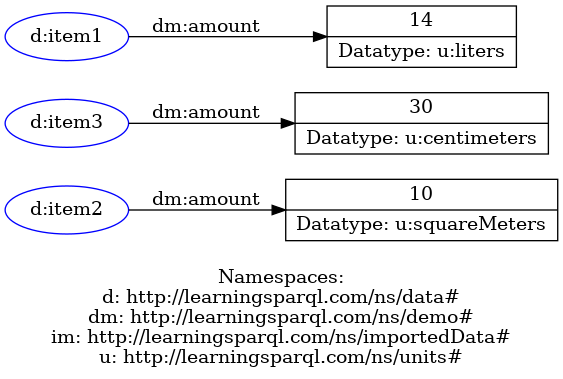 d:item1
dm:amount
14
Datatype: u:liters
d:item3
dm:amount
30
Datatype: u:centimeters
d:item2
dm:amount
10
Datatype: u:squareMeters
Namespaces:
d: http://learningsparql.com/ns/data#
dm: http://learningsparql.com/ns/demo#
im: http://learningsparql.com/ns/importedData#
u: http://learningsparql.com/ns/units#